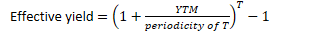 Effective yield = (1 + YTM / periodicity of T)^T − 1